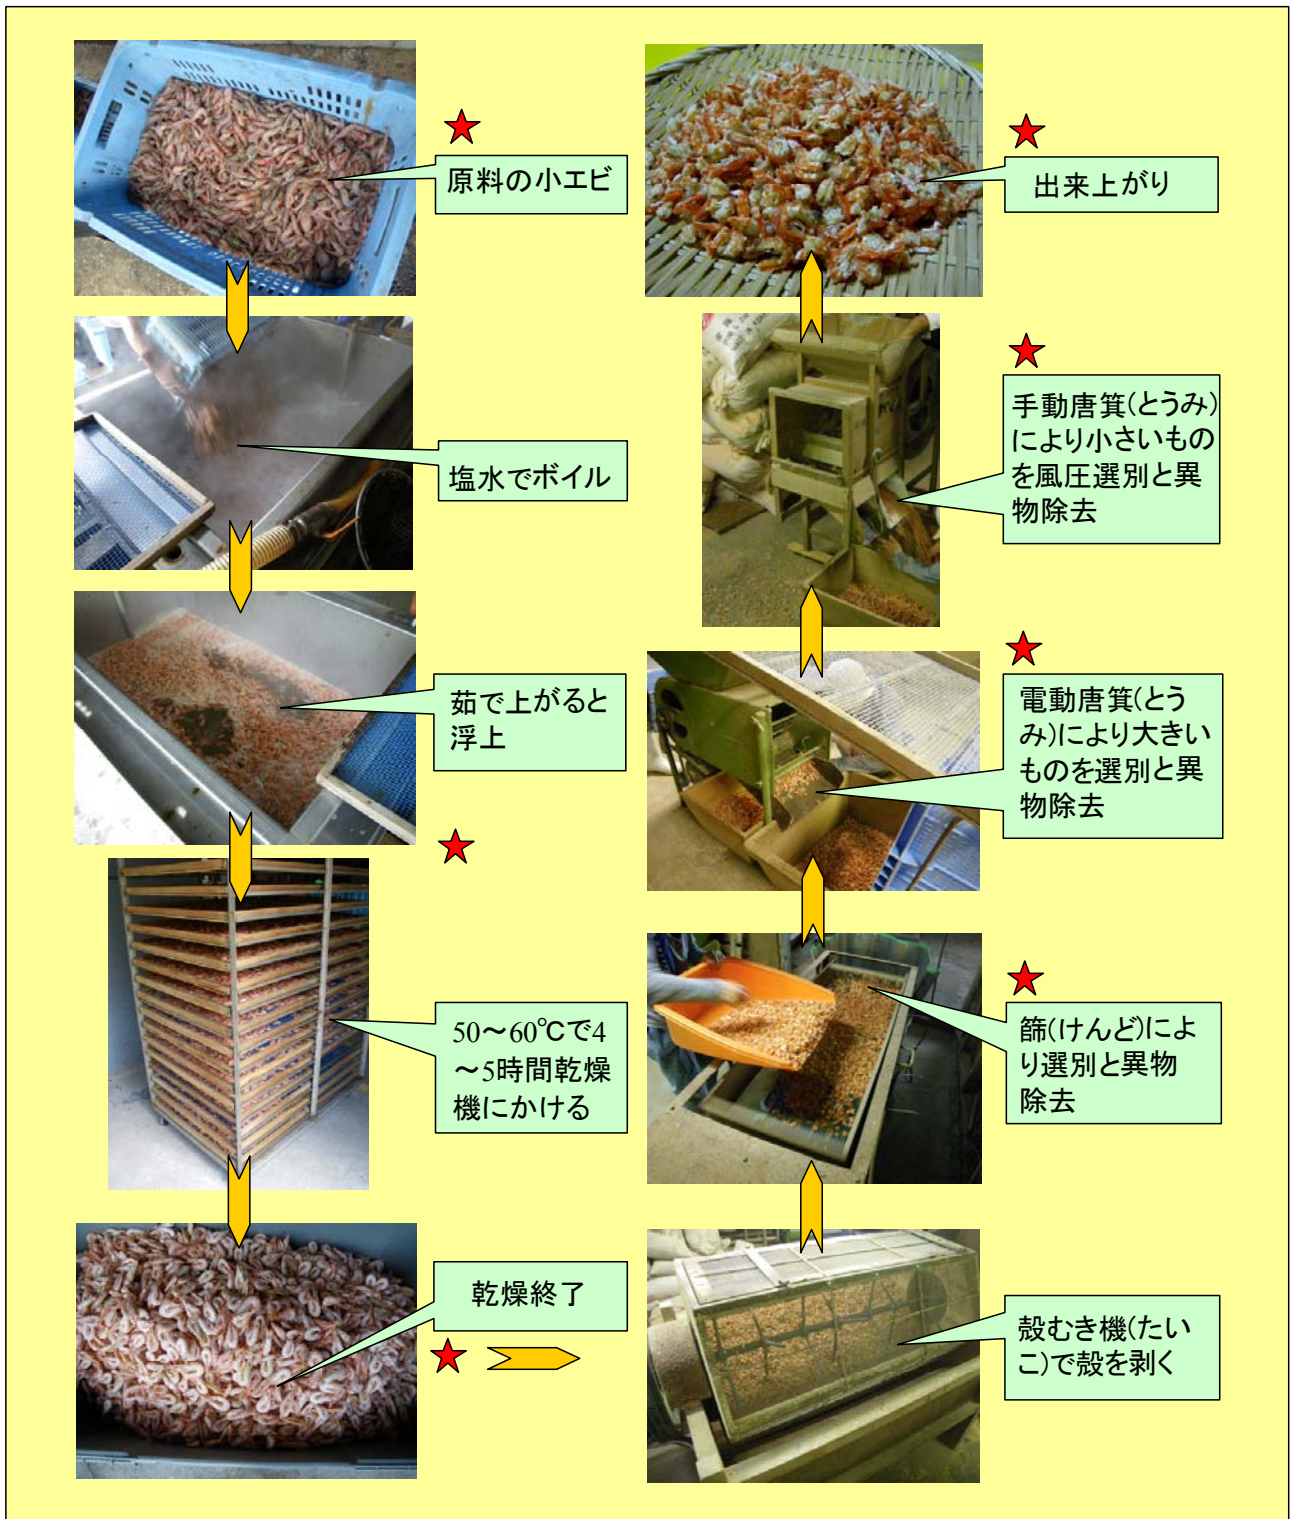 原料の小エビ
塩水でボイル
茹で上がると
浮上
50～60℃で4
～5時間乾燥
機にかける
乾燥終了
殻むき機(たい
こ)で殻を剥く
篩(けんど)によ
り選別と異物
除去
電動唐箕(とう
み)により大きい
ものを選別と異
物除去
手動唐箕(とうみ)
により小さいもの
を風圧選別と異
物除去
出来上がり